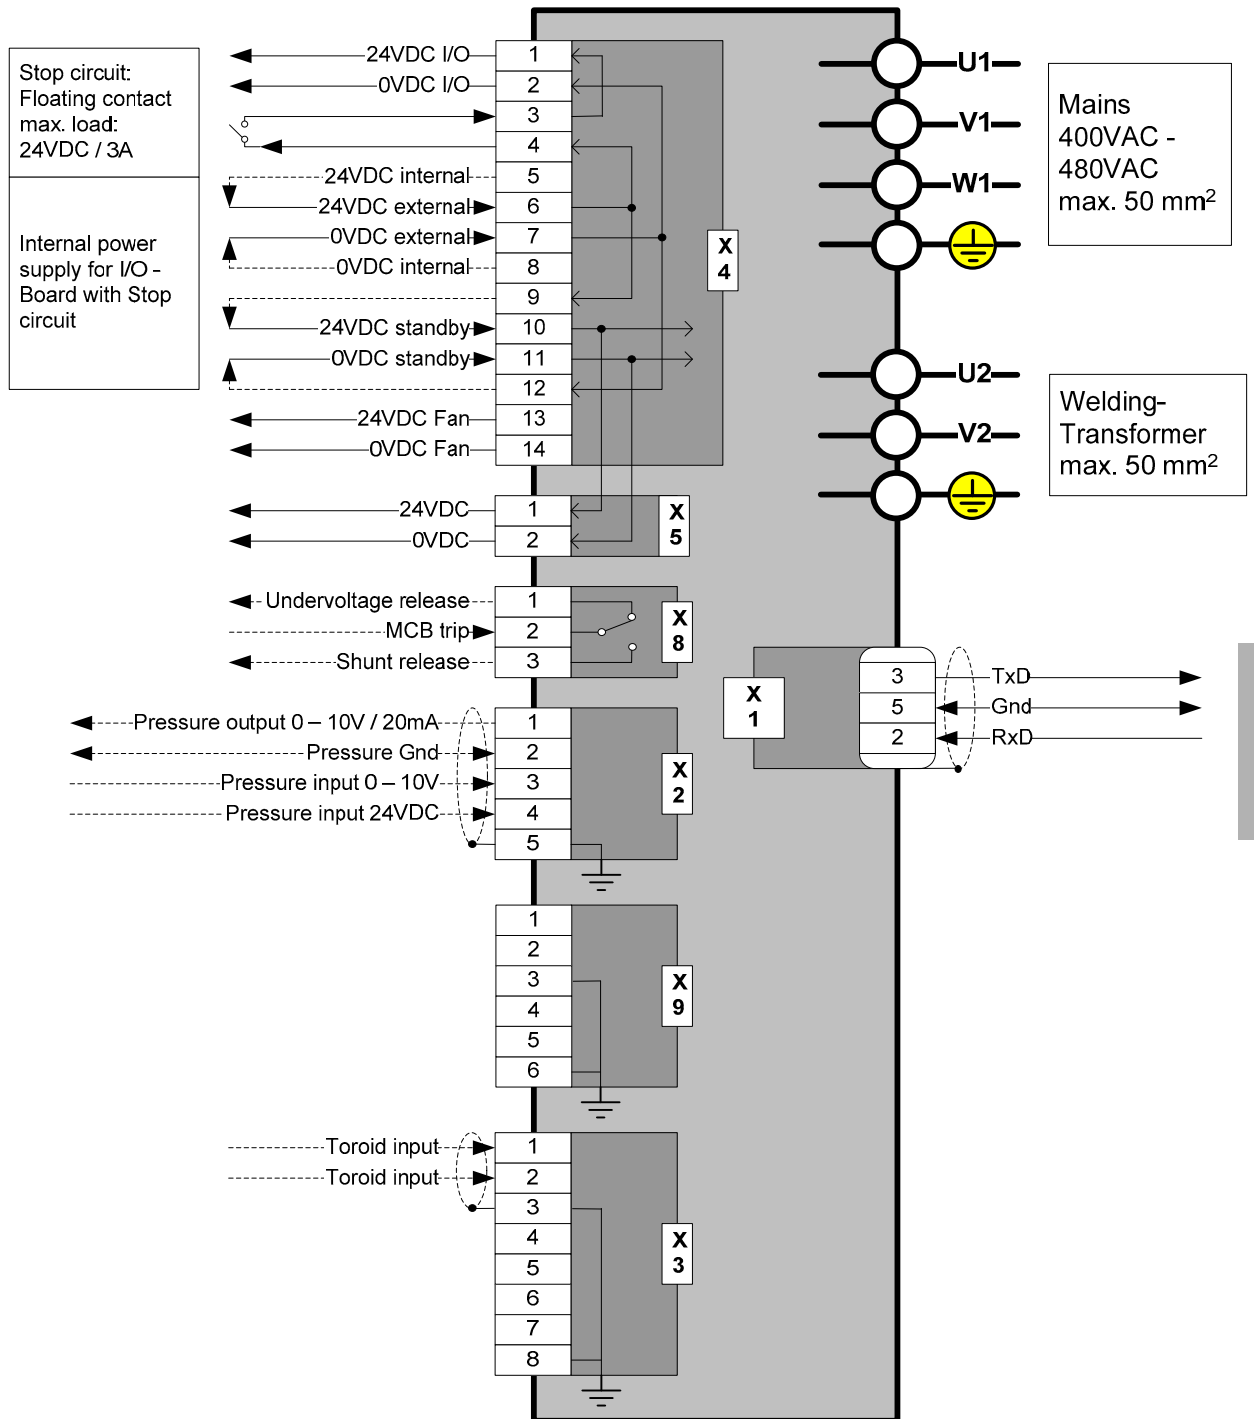 Stop circuit:
Floating contact
max. load:
24VDC / 3A
Internal power
supply for I/O -
Board with Stop
circuit
24VDC I/O 1
0VDC I/O 2
3
4
24VDC internal 5
24VDC external 6
0VDC external 7
0VDC internal 8
9
24VDC standby 10
0VDC standby 11
12
24VDC Fan 13
0VDC Fan 14
X
4
24VDC 1
0VDC 2
X
5
Undervoltage release 1
MCB trip 2
Shunt release 3
X
8
Pressure output 0 – 10V / 20mA 1
Pressure Gnd 2
Pressure input 0 – 10V 3
Pressure input 24VDC 4
5
X
2
1
2
3
4
5
6
X
9
Toroid input 1
Toroid input 2
3
4
5
6
7
8
X
3
U1
V1
W1
Mains
400VAC -
480VAC
max. 50 mm²
U2
V2
Welding-
Transformer
max. 50 mm²
X
1
3 TxD
5 Gnd
2 RxD